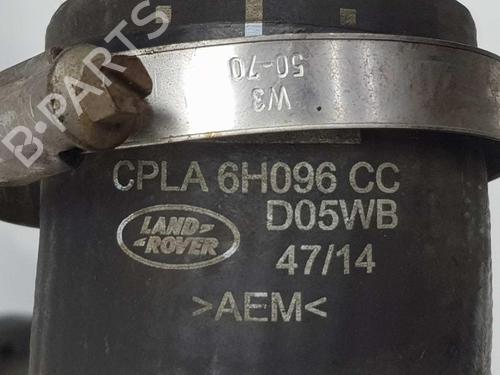 50-70
W3
CPLA 6H096 CC
LAND-
-ROVER
D05WB
47/14
>AEM<
B-PARTS